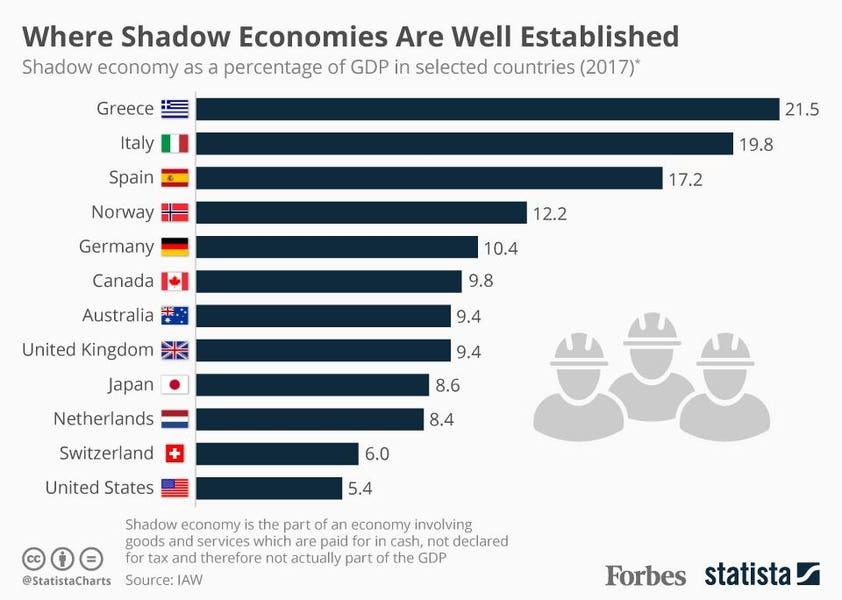 Where Shadow Economies Are Well Established
Shadow economy as a percentage of GDP in selected countries (2017)*
Greece 21.5
Italy 19.8
Spain 17.2
Norway 12.2
Germany 10.4
Canada 9.8
Australia 9.4
United Kingdom 9.4
Japan 8.6
Netherlands 8.4
Switzerland 6.0
United States 5.4
Shadow economy is the part of an economy involving
goods and services which are paid for in cash, not declared
for tax and therefore not actually part of the GDP
cc
@StatistaCharts Source: IAW
Forbes statista